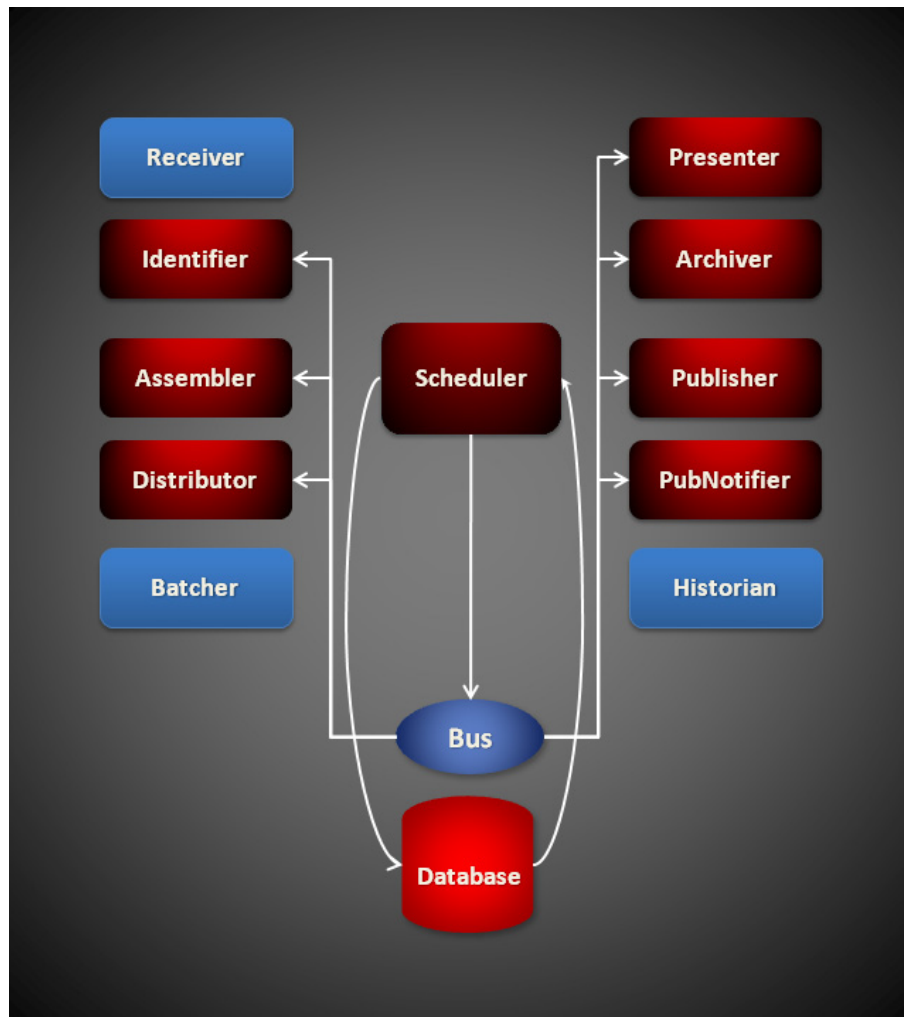 Receiver
Identifier
Assembler
Distributor
Batcher
Scheduler
Bus
Database
Presenter
Archiver
Publisher
PubNotifier
Historian